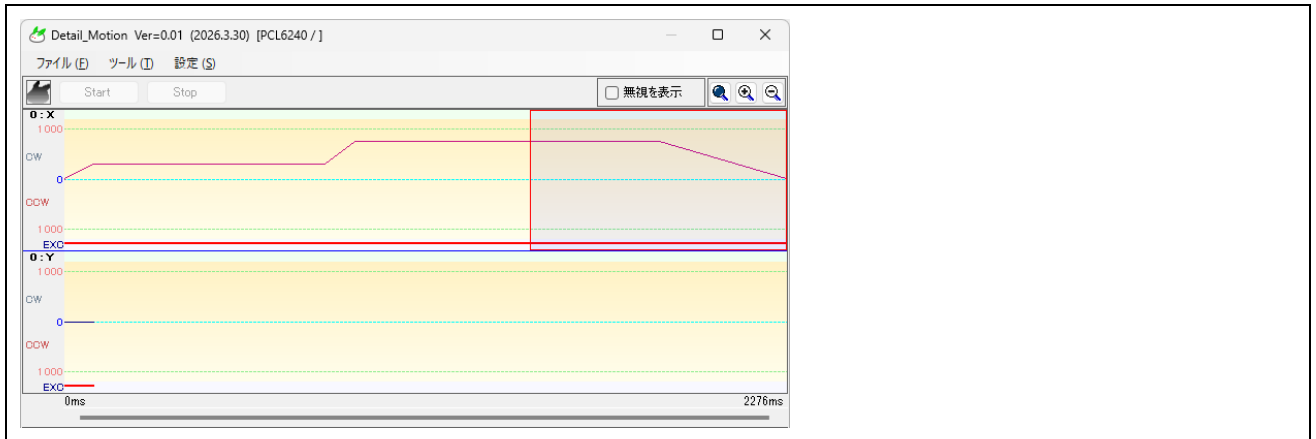 Detail_Motion Ver=0.01 (2026.3.30) [PCL6240 / ]
ファイル(F) ツール(T) 設定(S)
Start Stop 無視を表示
0:X
1000
CW
0
CCW
1000
EXC
0:Y
1000
CW
0
CCW
1000
EXC
0ms 2276ms